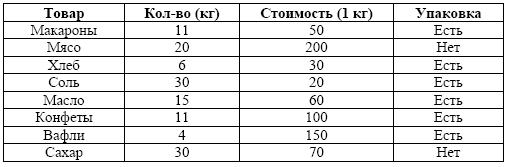 Товар Кол-во (кг) Стоимость (1 кг) Упаковка
Макароны 11 50 Есть
Мясо 20 200 Нет
Хлеб 6 30 Есть
Соль 30 20 Есть
Масло 15 60 Есть
Конфеты 11 100 Есть
Вафли 4 150 Есть
Сахар 30 70 Нет